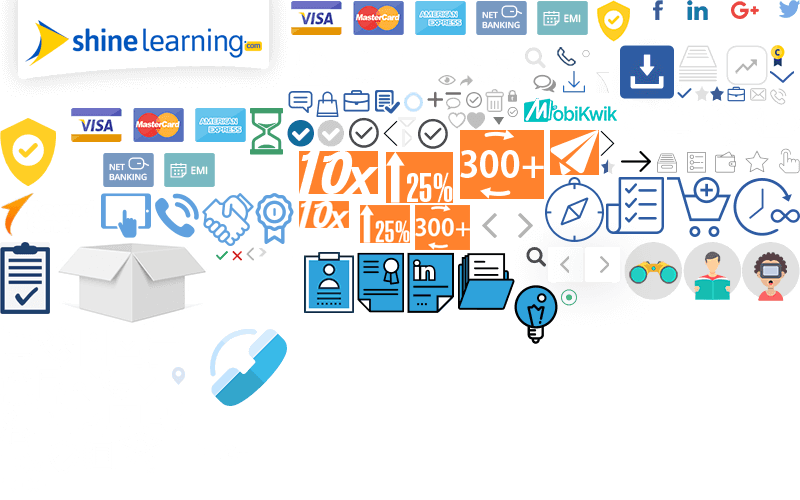 shine learning.com
VISA
MasterCard
AMERICAN EXPRESS
NET BANKING
EMI
f
in
G+
C
MobiKwik
VISA
MasterCard
AMERICAN EXPRESS
NET BANKING
EMI
10x
25%
300+
10x
25%
300+
1
in